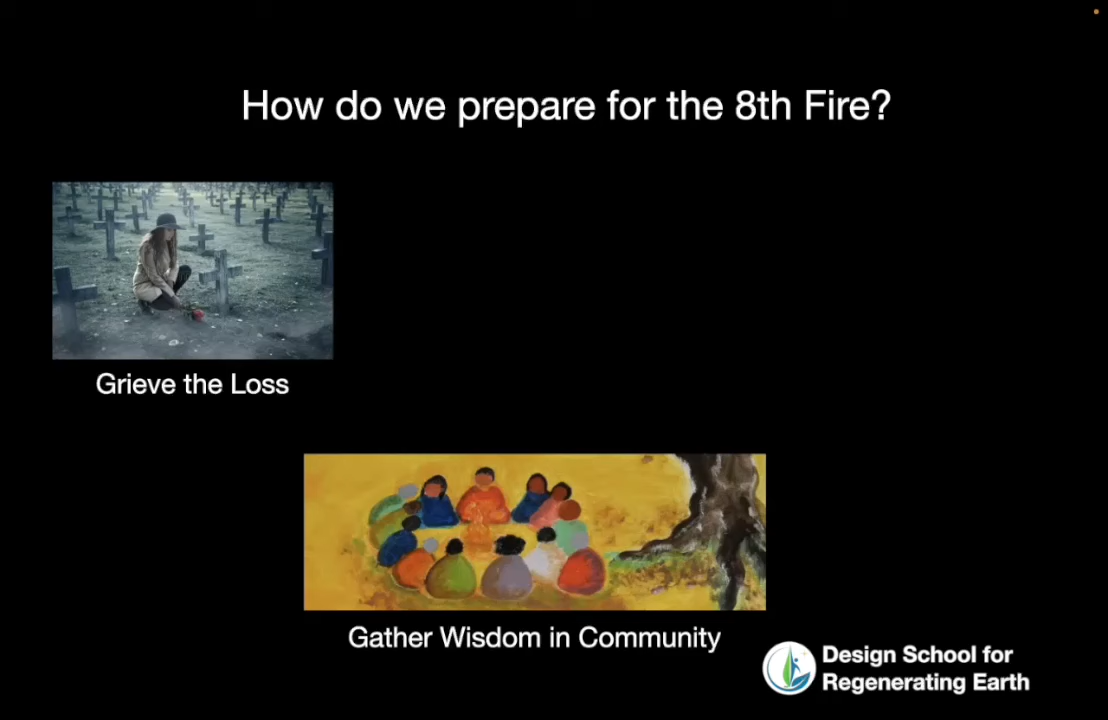 How do we prepare for the 8th Fire?
Grieve the Loss
Gather Wisdom in Community
Design School for
Regenerating Earth